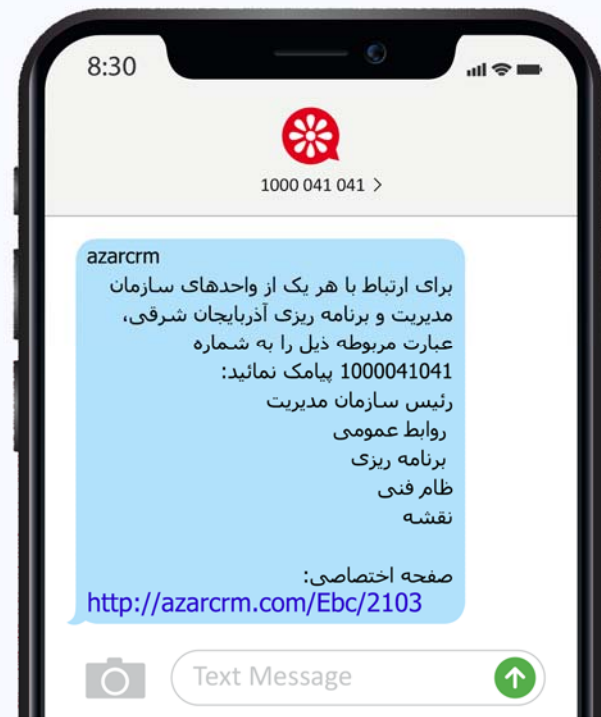 8:30
1000 041 041 >
azarcrm
برای ارتباط با هر یک از واحدهای سازمان
مدیریت و برنامه ریزی آذربایجان شرقی،
عبارت مربوطه ذیل را به شماره
1000041041 پیامک نمائید:
رئیس سازمان مدیریت
روابط عمومی
برنامه ریزی
ظام فنی
نقشه
صفحه اختصاصی:
http://azarcrm.com/Ebc/2103
Text Message